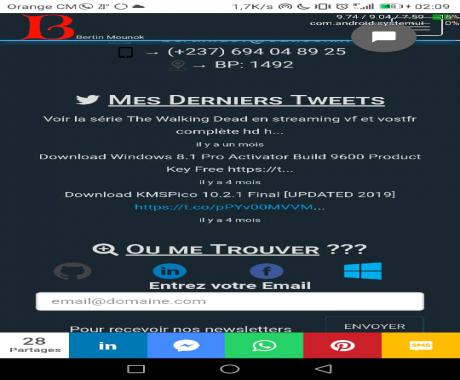 Orange CM
1,7K/s
02:09
9.74 / 9.04 / 7.59
com.android.systemui
B
Bertin Mounok
→ (+237) 694 04 89 25
→ BP: 1492
Mes Derniers Tweets
Voir la série The Walking Dead en streaming vf et vostfr
complète hd h...
il y a un mois
Download Windows 8.1 Pro Activator Build 9600 Product
Key Free https://t...
il y a 4 mois
Download KMSPico 10.2.1 Final [UPDATED 2019]
https://t.co/pPYv00MVVM...
il y a 4 mois
Ou me Trouver ???
in
f
Entrez votre Email
email@domaine.com
Pour recevoir nos newsletters
ENVOYER
28
Partages
in
SMS